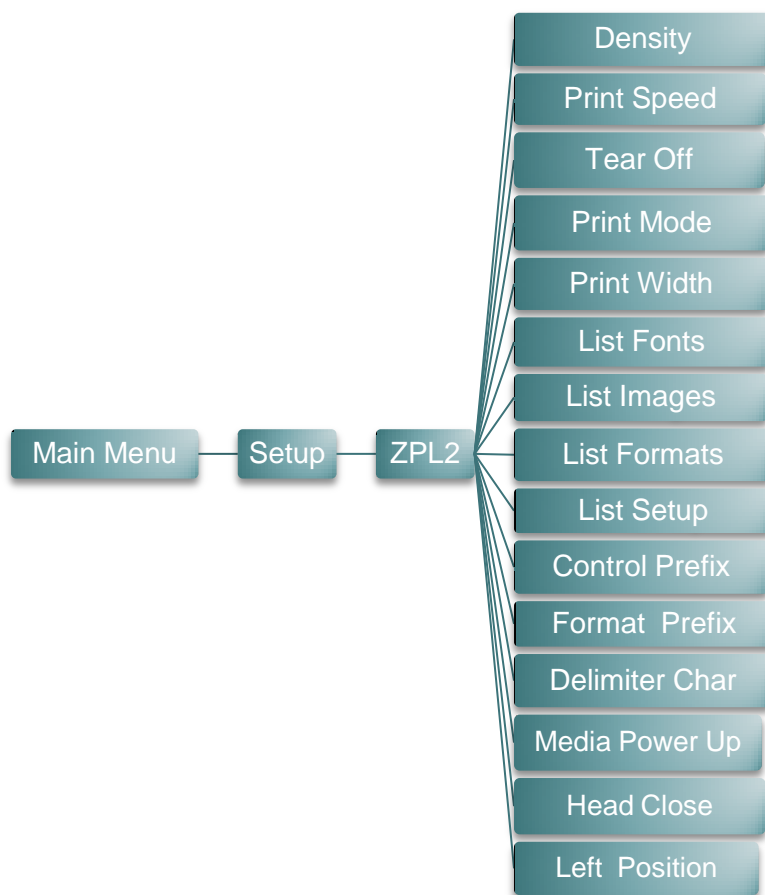 Density
Print Speed
Tear Off
Print Mode
Print Width
List Fonts
List Images
Main Menu
Setup
ZPL2
List Formats
List Setup
Control Prefix
Format  Prefix
Delimiter Char
Media Power Up
Head Close
Left  Position